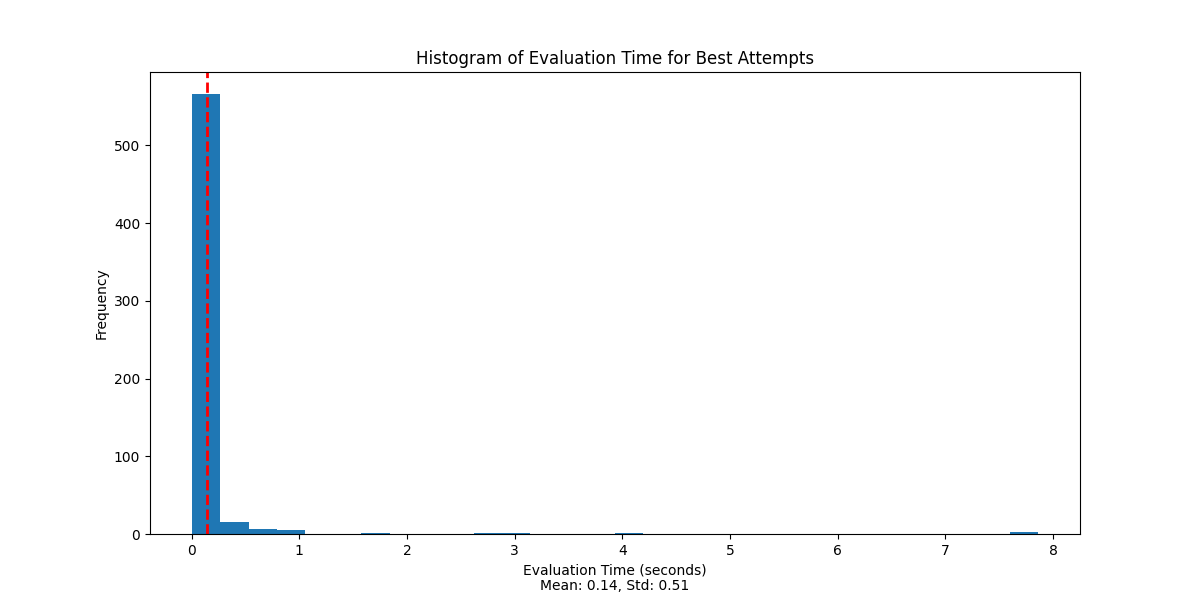 Histogram of Evaluation Time for Best Attempts
500
400
300
200
100
0
Frequency
0 1 2 3 4 5 6 7 8
Evaluation Time (seconds)
Mean: 0.14, Std: 0.51